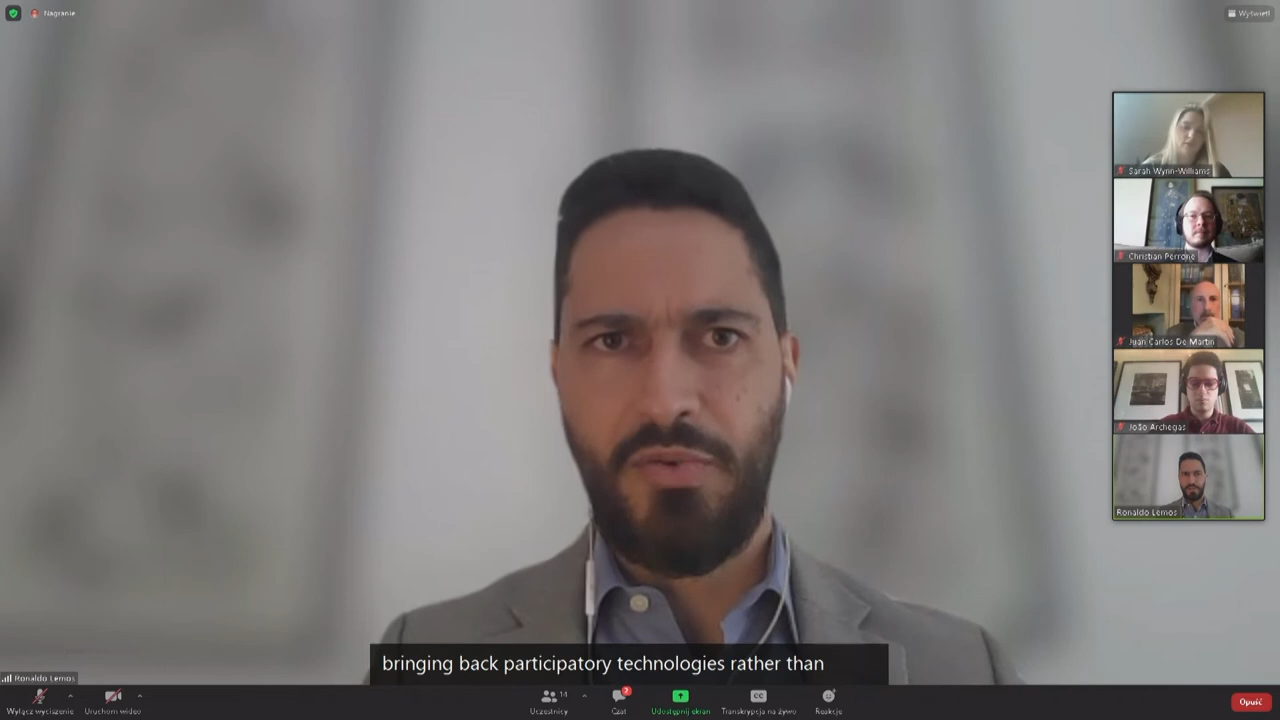 Nagranie
Wyświetl
Sarah Wynn-Williams
Christian Perrone
Juan Carlos De Martin
João Archegas
Ronaldo Lemos
bringing back participatory technologies rather than
Ronaldo Lemos
Wyłącz wyciszenie
Uruchom wideo
14
Uczestnicy
2
Czat
Udostępnij ekran
CC
Transkrypcja na żywo
Reakcje
Opuść